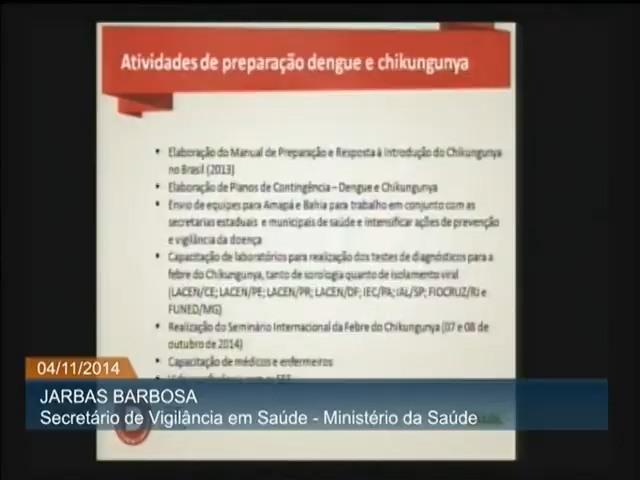 Atividades de preparação dengue e chikungunya
• Elaboração do Manual de Preparação e Resposta à Introdução do Chikungunya
no Brasil (2013)
• Elaboração de Planos de Contingência – Dengue e Chikungunya
• Envio de equipes para Amapá e Bahia para trabalho em conjunto com as
secretarias estaduais e municipais de saúde e intensificar ações de prevenção
e vigilância da doença
• Capacitação de laboratórios para realização dos testes de diagnósticos para a
febre do Chikungunya, tanto de sorologia quanto de isolamento viral
(LACEN/CE; LACEN/PE; LACEN/PR; LACEN/DF; IEC/PA; IAL/SP; FIOCRUZ/RJ e
FUNED/MG)
• Realização do Seminário Internacional da Febre do Chikungunya (07 e 08 de
outubro de 2014)
• Capacitação de médicos e enfermeiros
04/11/2014
JARBAS BARBOSA
Secretário de Vigilância em Saúde - Ministério da Saúde